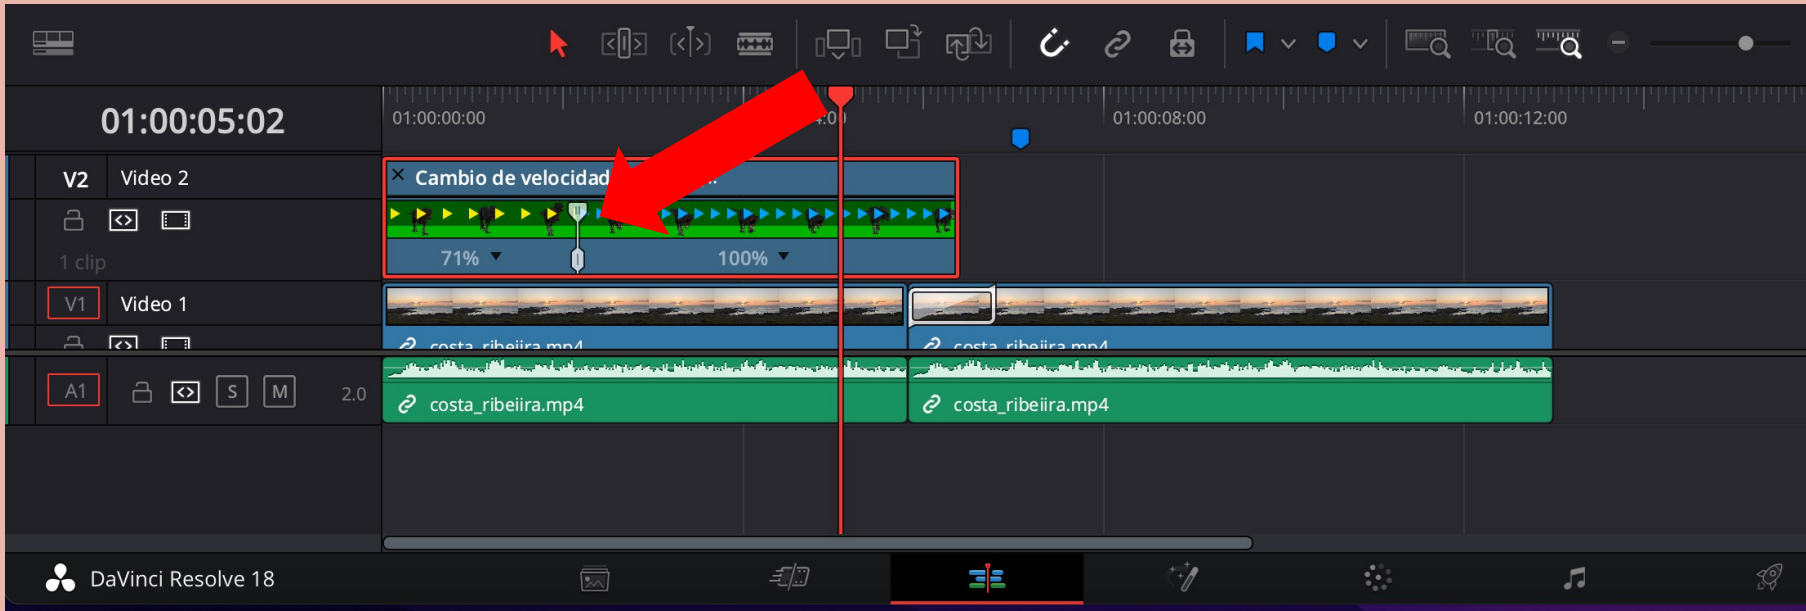 01:00:05:02
01:00:00:00
4:00
01:00:08:00
01:00:12:00
V2 Video 2
Cambio de velocidad
1 clip
71%
100%
V1 Video 1
costa_ribeiira.mp4
costa_ribeiira.mp4
A1
S
M
2.0
costa_ribeiira.mp4
costa_ribeiira.mp4
DaVinci Resolve 18